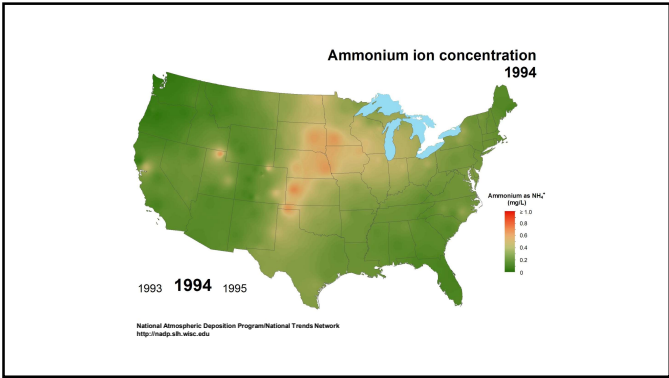 Ammonium ion concentration
1994
Ammonium as NH₄⁺
(mg/L)
≥ 1.0
0.8
0.6
0.4
0.2
0
1993 1994 1995
National Atmospheric Deposition Program/National Trends Network
http://nadp.slh.wisc.edu